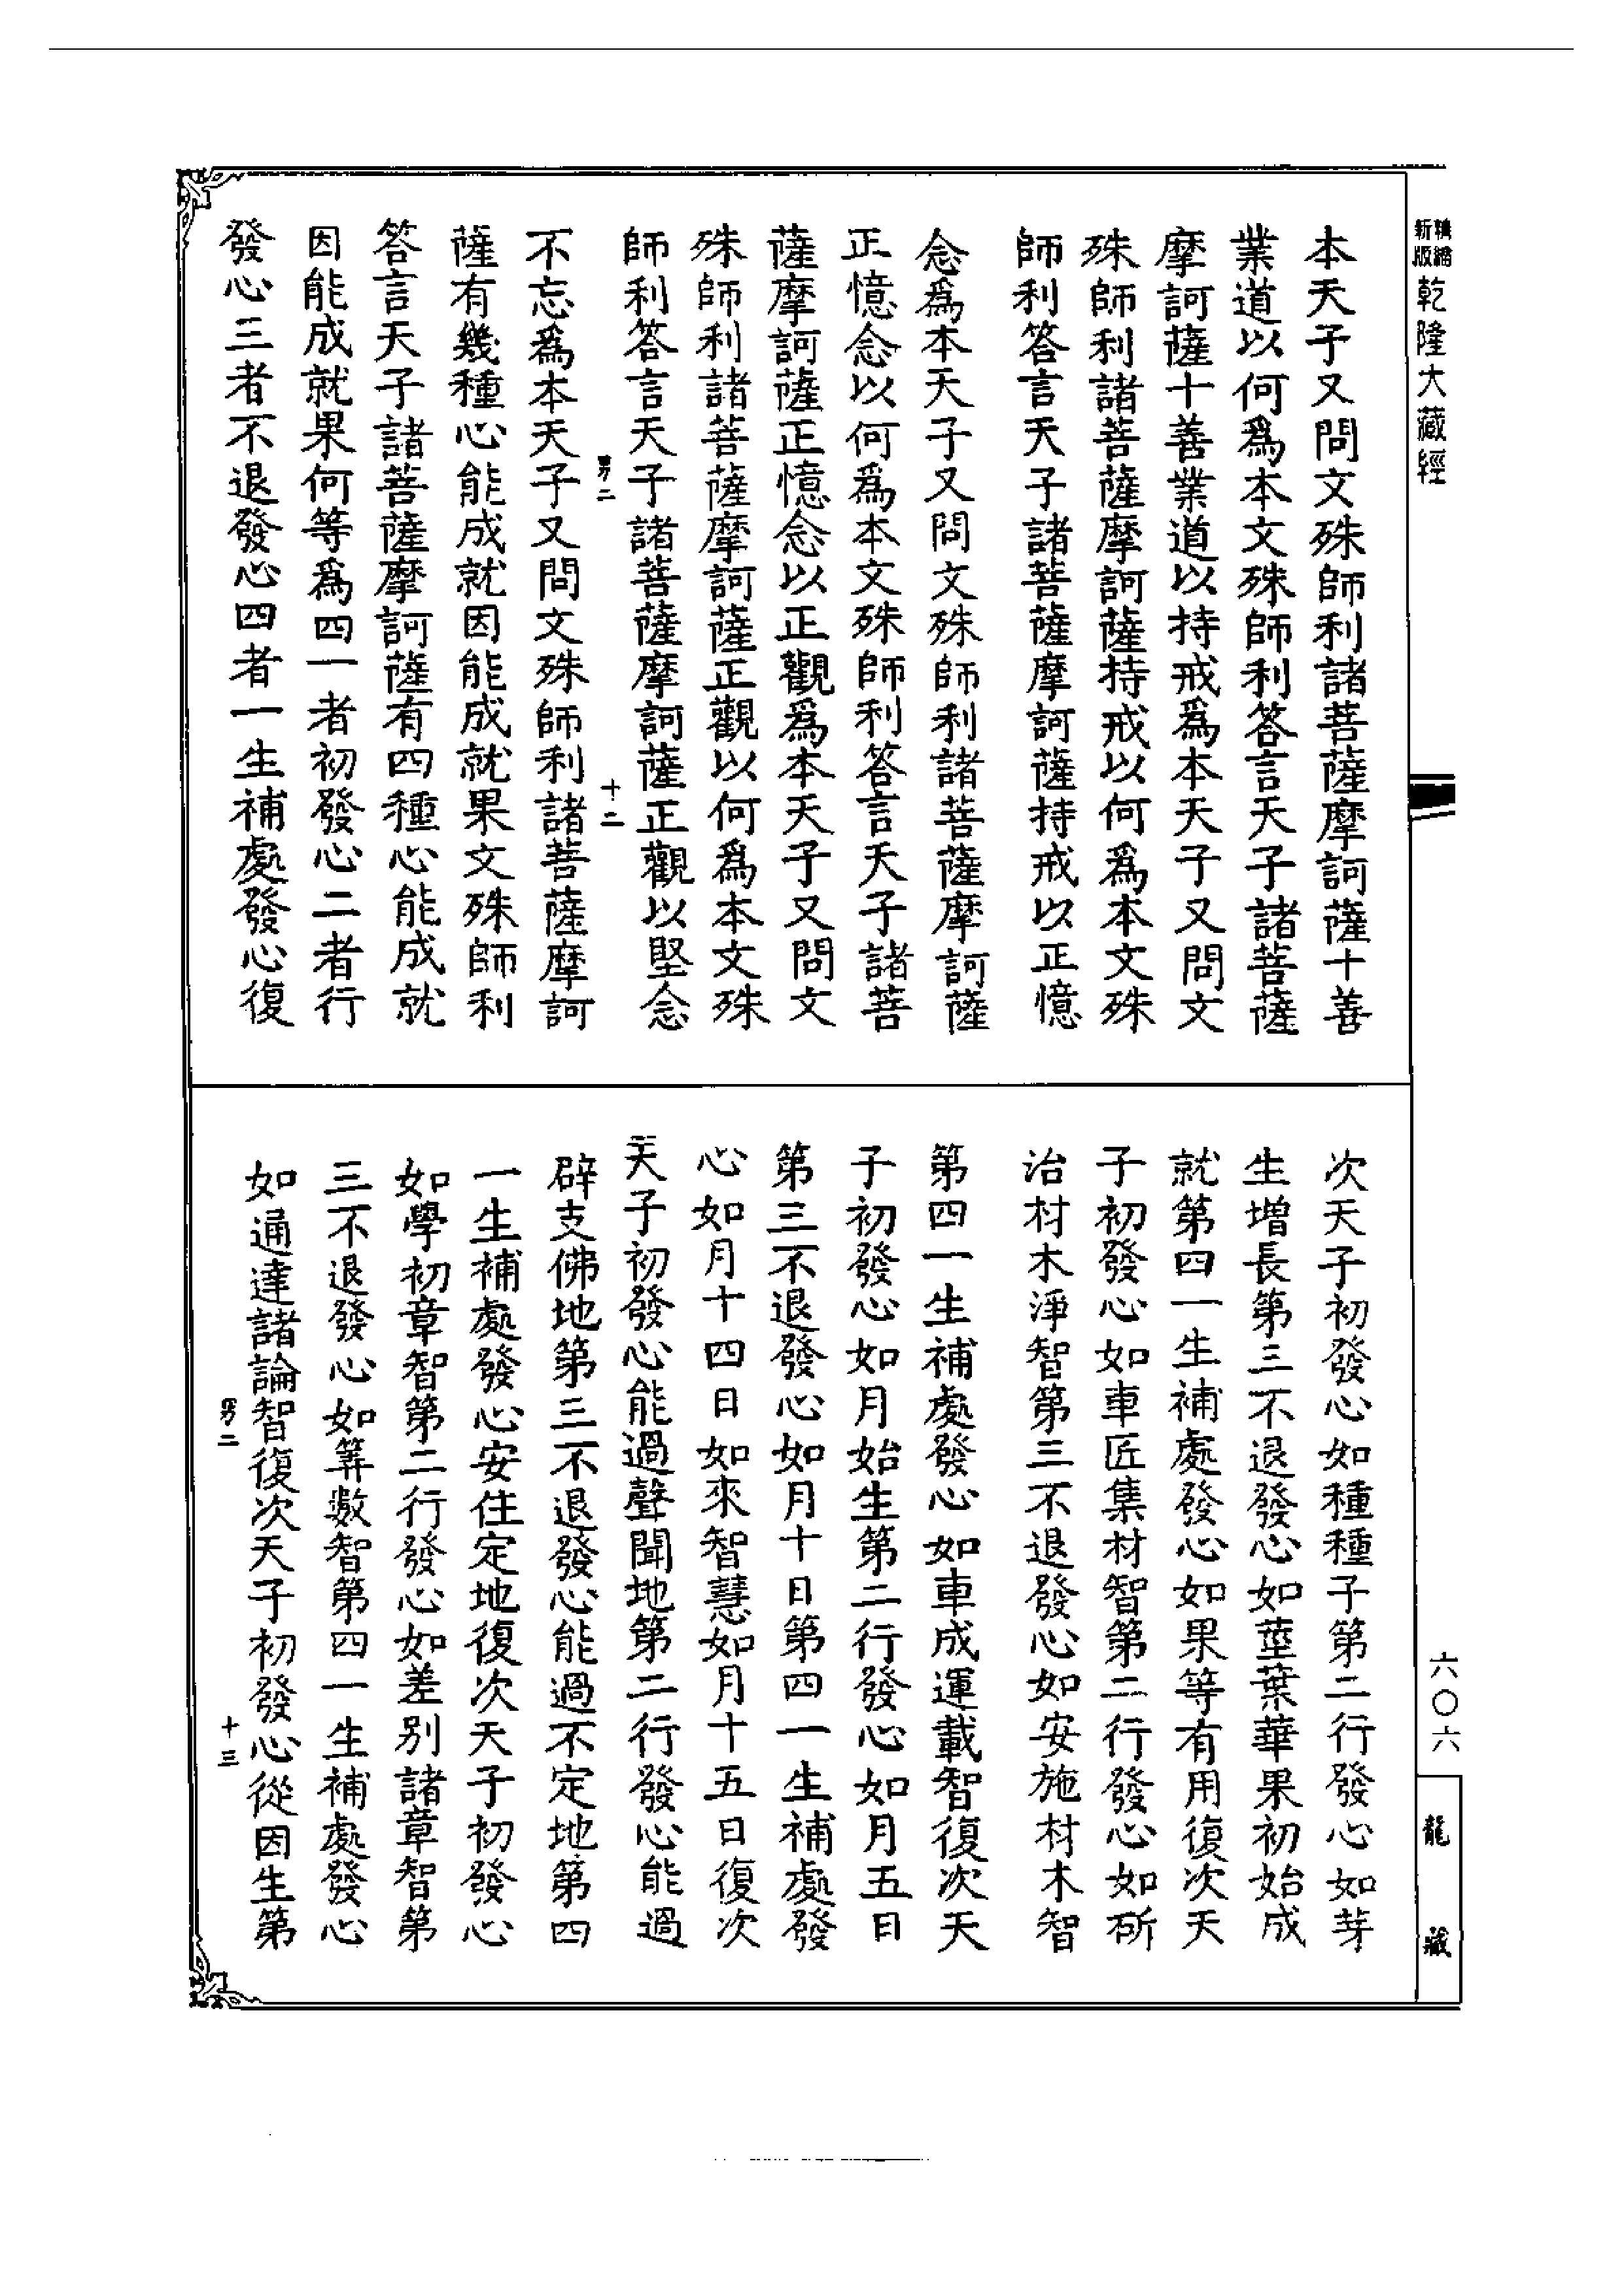 精編
新版
乾隆大藏經
本天子又問文殊師利諸菩薩摩訶薩十善
業道以何爲本文殊師利答言天子諸菩薩
摩訶薩十善業道以持戒爲本天子又問文
殊師利諸菩薩摩訶薩持戒以何爲本文殊
師利答言天子諸菩薩摩訶薩持戒以正憶
念爲本天子又問文殊師利諸菩薩摩訶薩
正憶念以何爲本文殊師利答言天子諸菩
薩摩訶薩正憶念以正觀爲本天子又問文
殊師利諸菩薩摩訶薩正觀以何爲本文殊
師利答言天子諸菩薩摩訶薩正觀以堅念
男二
十二
不忘爲本天子又問文殊師利諸菩薩摩訶
薩有幾種心能成就因能成就果文殊師利
答言天子諸菩薩摩訶薩有四種心能成就
因能成就果何等爲四一者初發心二者行
發心三者不退發心四者一生補處發心復
次天子初發心如種種子第二行發心如芽
生增長第三不退發心如莖葉華果初始成
就第四一生補處發心如果等有用復次天
子初發心如車匠集材智第二行發心如斫
治材木淨智第三不退發心如安施材木智
第四一生補處發心如車成運載智復次天
子初發心如月始生第二行發心如月五日
第三不退發心如月十日第四一生補處發
心如月十四日如來智慧如月十五日復次
天子初發心能過聲聞地第二行發心能過
辟支佛地第三不退發心能過不定地第四
一生補處發心安住定地復次天子初發心
如學初章智第二行發心如差別諸章智第
三不退發心如筭數智第四一生補處發心
如通達諸論智復次天子初發心從因生第
男二
十三
六〇六
龍藏